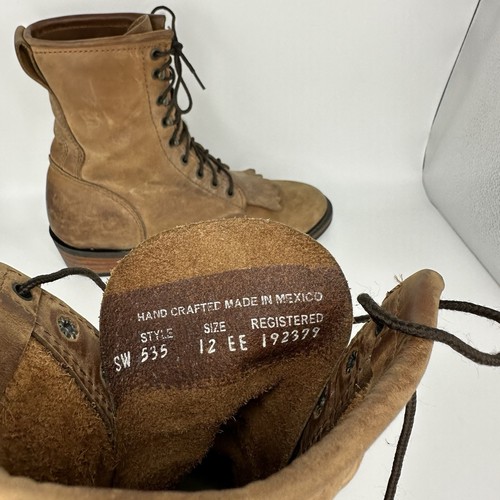 HAND CRAFTED MADE IN MEXICO
STYLE SIZE REGISTERED
SW 535 12 EE 192379